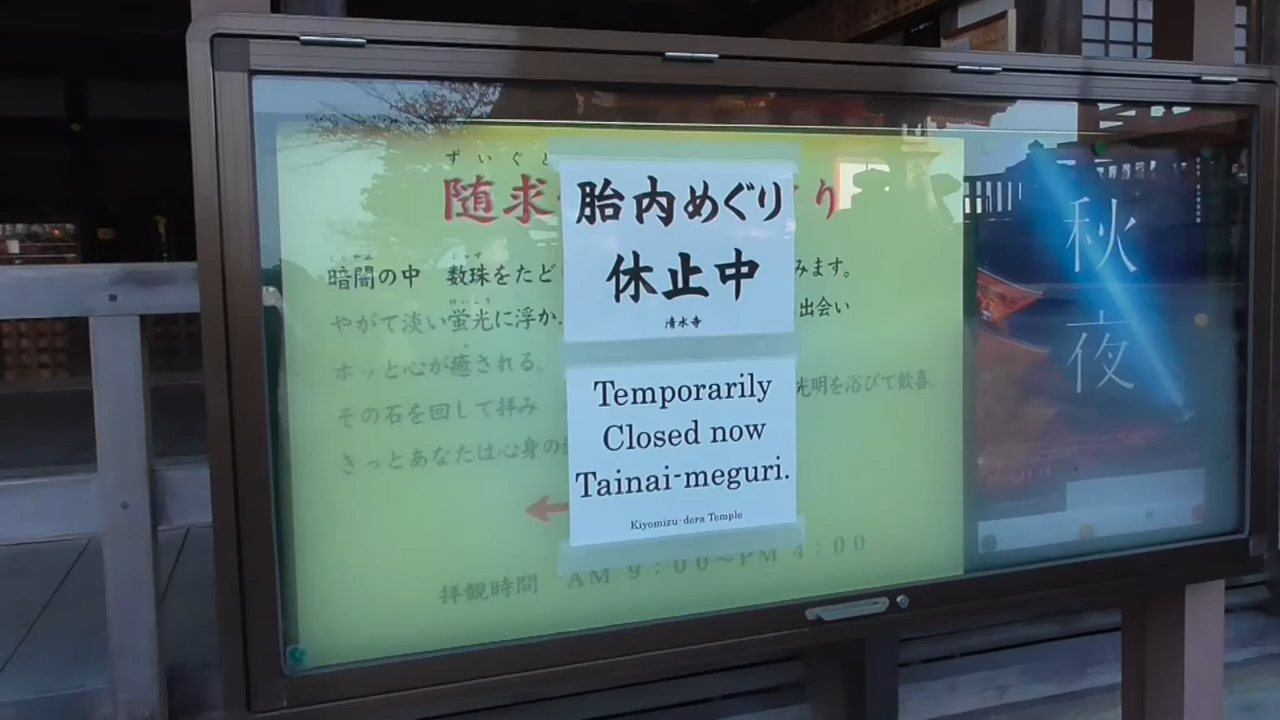 ずいぐ
随求 り
胎内めぐり
休止中
清水寺
暗闇の中 数珠をたど みます。
やがて淡い蛍光に浮か 出会い
ホッと心が癒される。
その石を回して拝み 光明を浴びて歓喜。
きっとあなたは心身の
Temporarily
Closed now
Tainai-meguri.
Kiyomizu-dera Temple
拝観時間 AM 9:00～PM 4:00
秋
夜